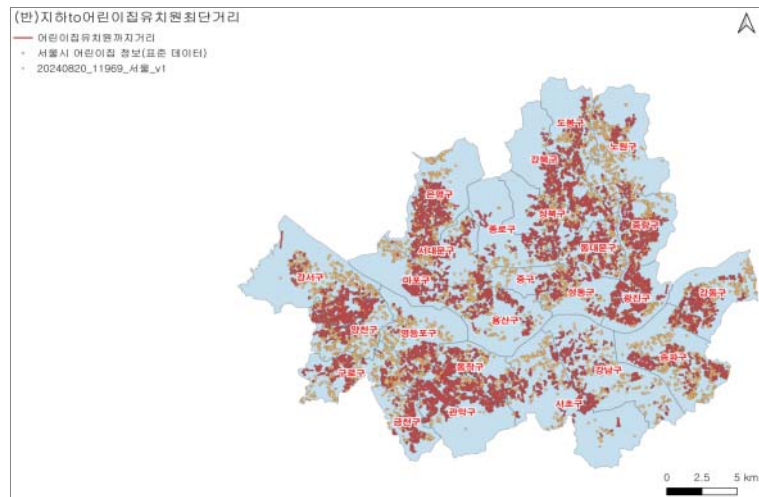 (반)지하to어린이집유치원최단거리
어린이집유치원까지거리
서울시 어린이집 정보(표준 데이터)
20240820_11969_서울_v1
도봉구
노원구
강북구
은평구
성북구
중랑구
종로구
서대문구
동대문구
강서구
마포구
중구
성동구
광진구
강동구
용산구
양천구
영등포구
송파구
구로구
동작구
강남구
서초구
관악구
금천구
0 2.5 5 km